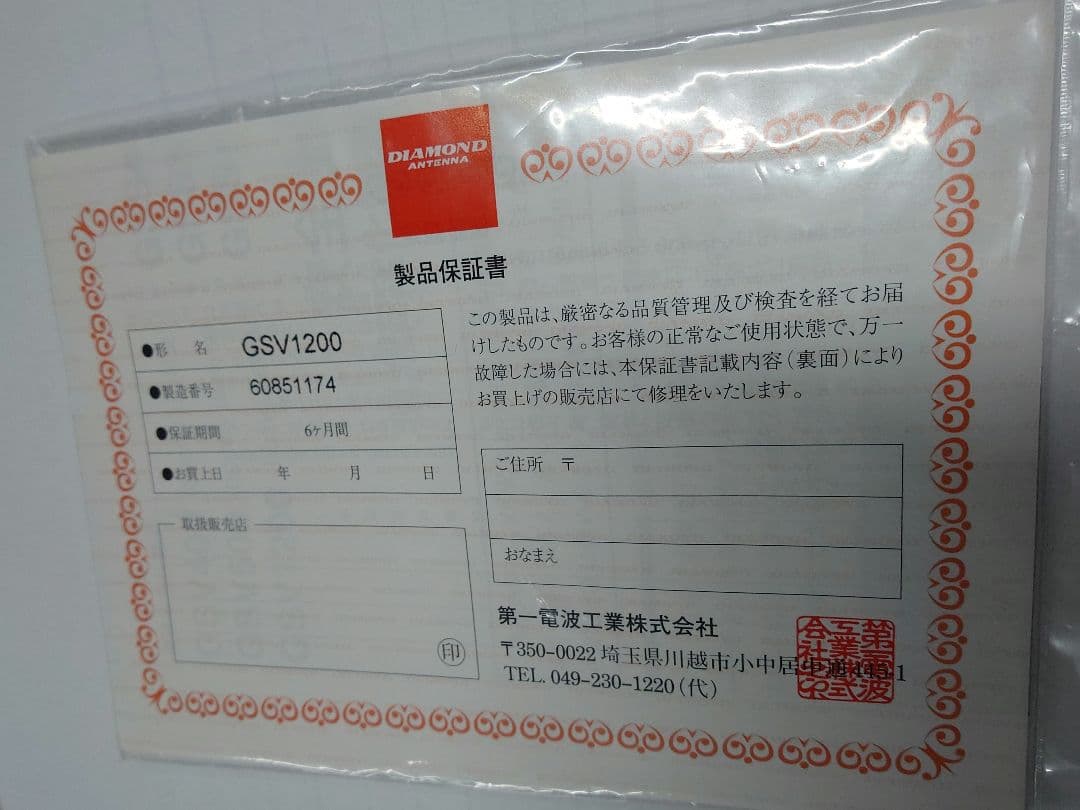 DIAMOND
ANTENNA
製品保証書
●形 名 GSV1200
●製造番号 60851174
●保証期間 6ヶ月間
●お買上日 年 月 日
取扱販売店
印
この製品は、厳密なる品質管理及び検査を経てお届
けしたものです。お客様の正常なご使用状態で、万一
故障した場合には、本保証書記載内容(裏面)により
お買上げの販売店にて修理をいたします。
ご住所 〒
おなまえ
第一電波工業株式会社
〒350-0022 埼玉県川越市小中居中通445-1
TEL. 049-230-1220(代)